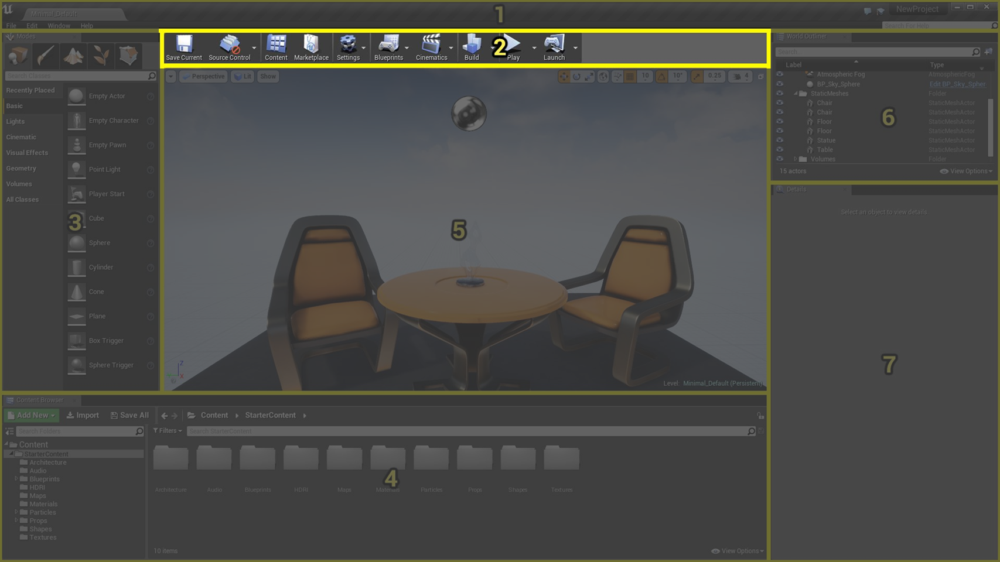 Minimal_Default
1
NewProject
File Edit Window Help
Search For Help
Modes
Search Classes
Recently Placed
Basic
Lights
Cinematic
Visual Effects
Geometry
Volumes
All Classes
Empty Actor
Empty Character
Empty Pawn
Point Light
Player Start
Cube
3
Sphere
Cylinder
Cone
Plane
Box Trigger
Sphere Trigger
Save Current Source Control Content Marketplace Settings Blueprints Cinematics Build 2 Play Launch
Perspective Lit Show
10 10° 0.25 4
5
Z
X
Level: Minimal_Default (Persistent)
World Outliner
Search...
Label Type
Atmospheric Fog AtmosphericFog
BP_Sky_Sphere Edit BP_Sky_Spher
StaticMeshes Folder
Chair StaticMeshActor
Chair StaticMeshActor
Floor StaticMeshActor
Floor StaticMeshActor
Statue StaticMeshActor
Table StaticMeshActor
Volumes Folder
6
15 actors View Options
Details
Select an object to view details
7
Content Browser
Add New Import Save All Content StarterContent
Search Folders
Filters Search StarterContent
Content
StarterContent
Architecture
Audio
Blueprints
HDRI
Maps
Materials
Particles
Props
Shapes
Textures
4
Architecture Audio Blueprints HDRI Maps Materials Particles Props Shapes Textures
10 items View Options